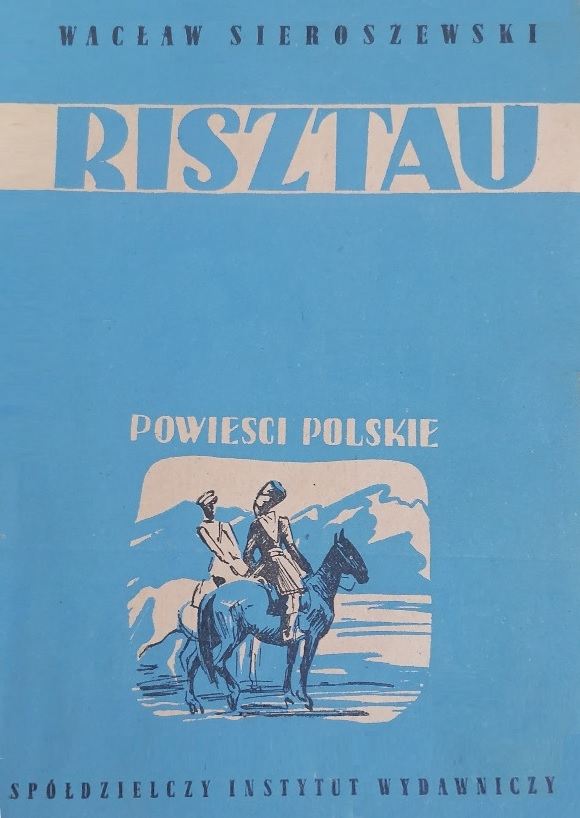 WACŁAW SIEROSZEWSKI
RISZTAU
POWIESCI POLSKIE
SPÓŁDZIELCZY INSTYTUT WYDAWNICZY